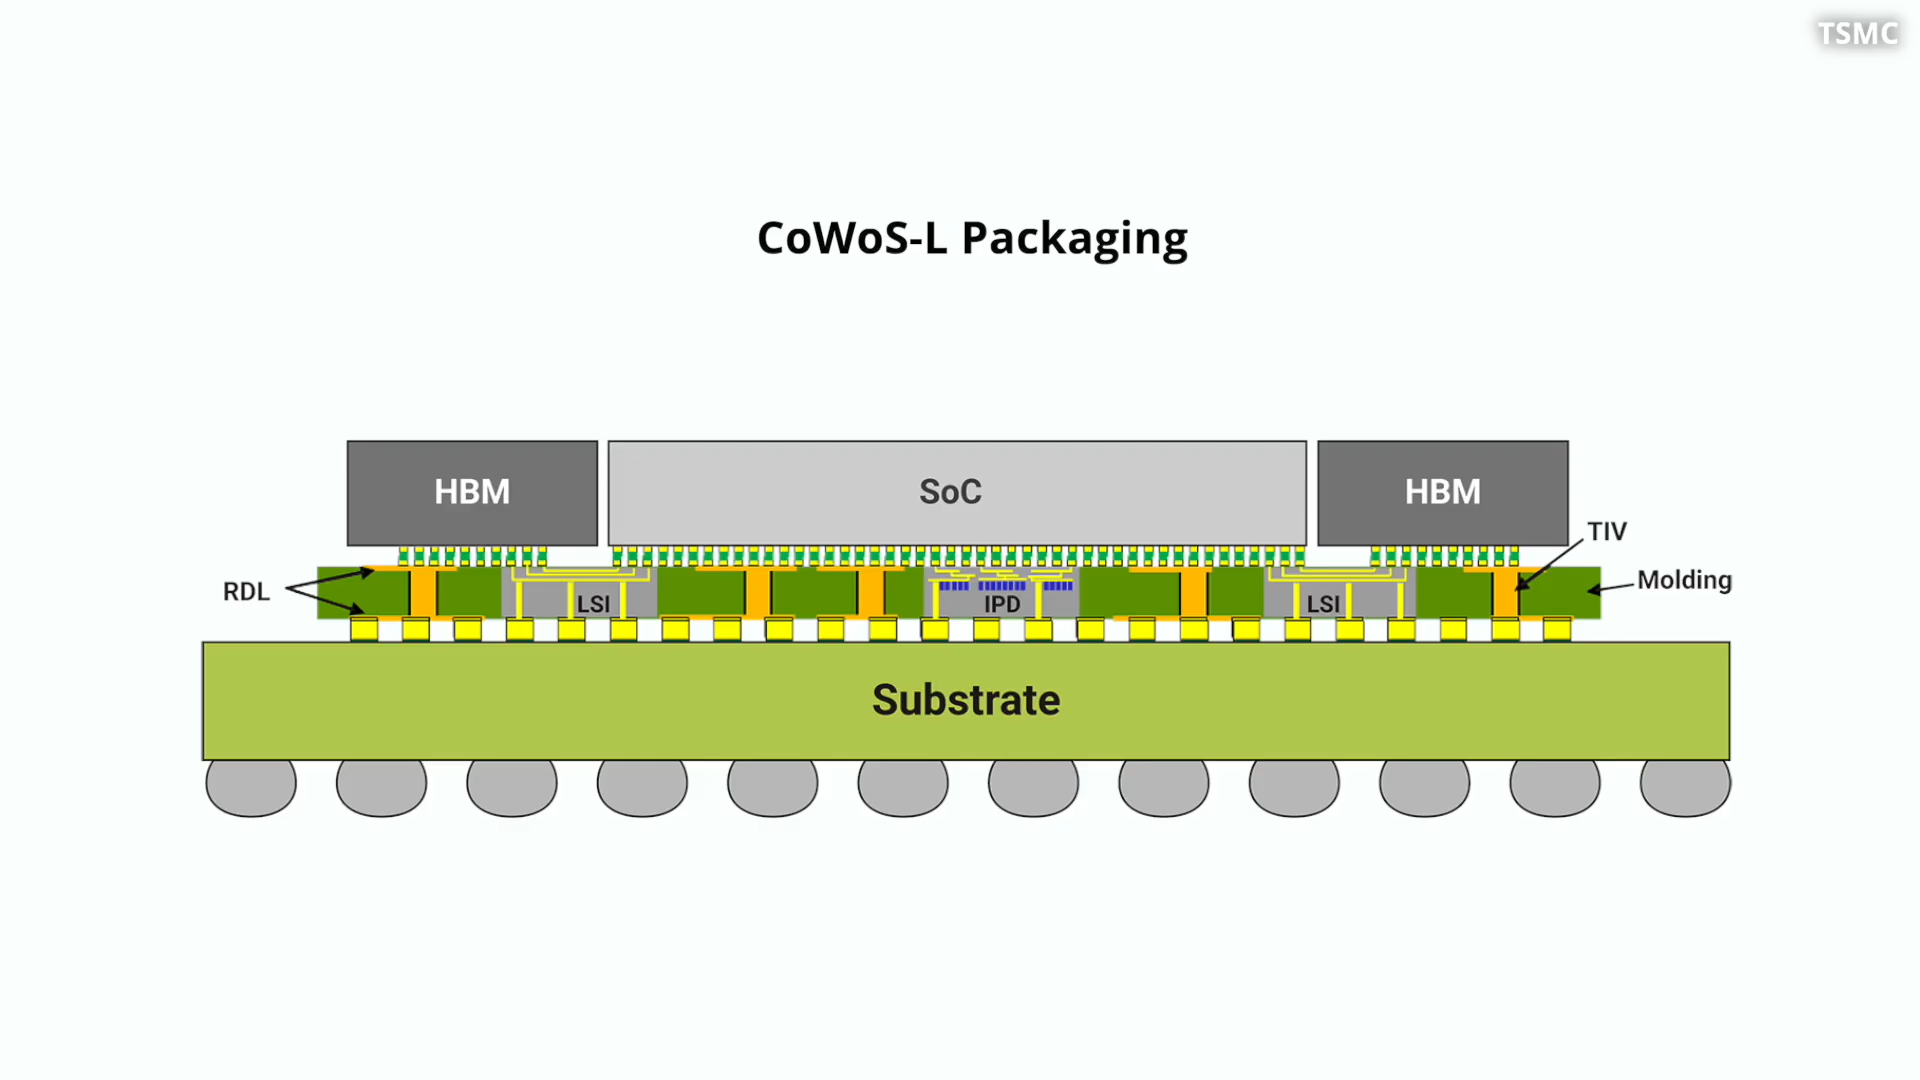 TSMC
CoWoS-L Packaging
HBM
SoC
HBM
TIV
RDL
LSI
IPD
LSI
Molding
Substrate